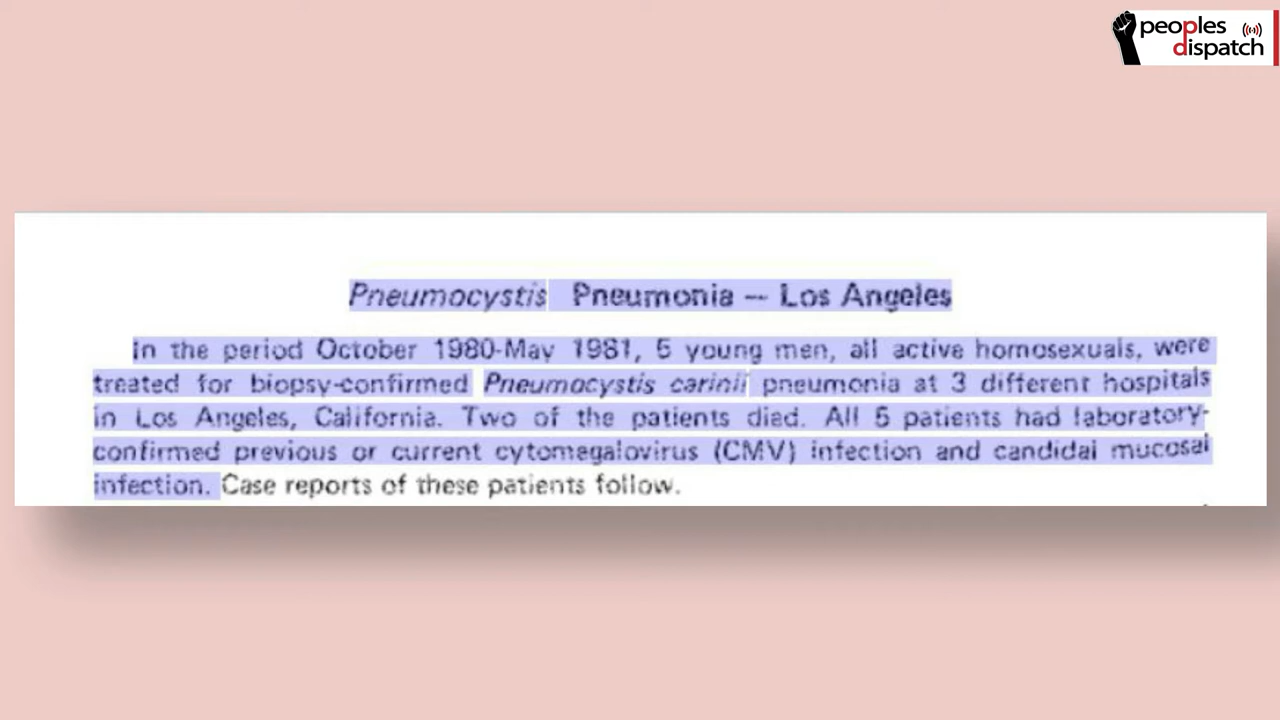 peoples
dispatch
Pneumocystis Pneumonia — Los Angeles
In the period October 1980-May 1981, 5 young men, all active homosexuals, were
treated for biopsy-confirmed Pneumocystis carinii pneumonia at 3 different hospitals
in Los Angeles, California. Two of the patients died. All 5 patients had laboratory-
confirmed previous or current cytomegalovirus (CMV) infection and candidal mucosal
infection. Case reports of these patients follow.